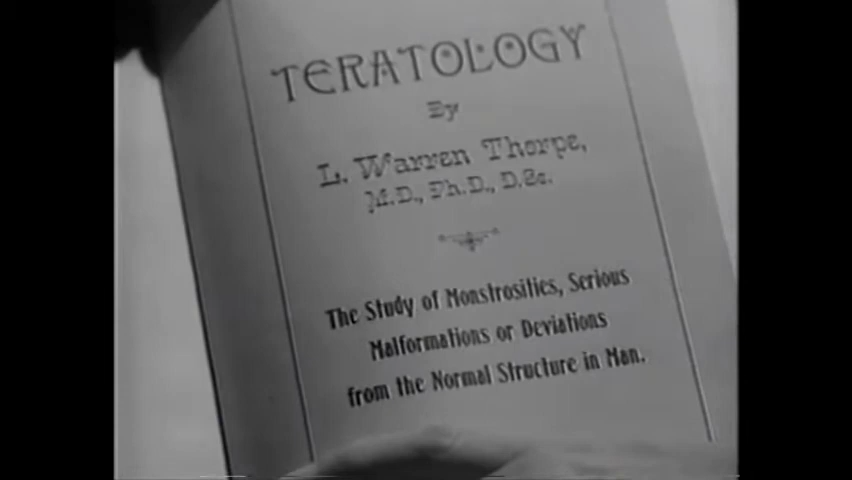 TERATOLOGY
By
L. Warren Thorpe,
M.D., Ph.D., D.Sc.
The Study of Monstrosities, Serious
Malformations or Deviations
from the Normal Structure in Man.